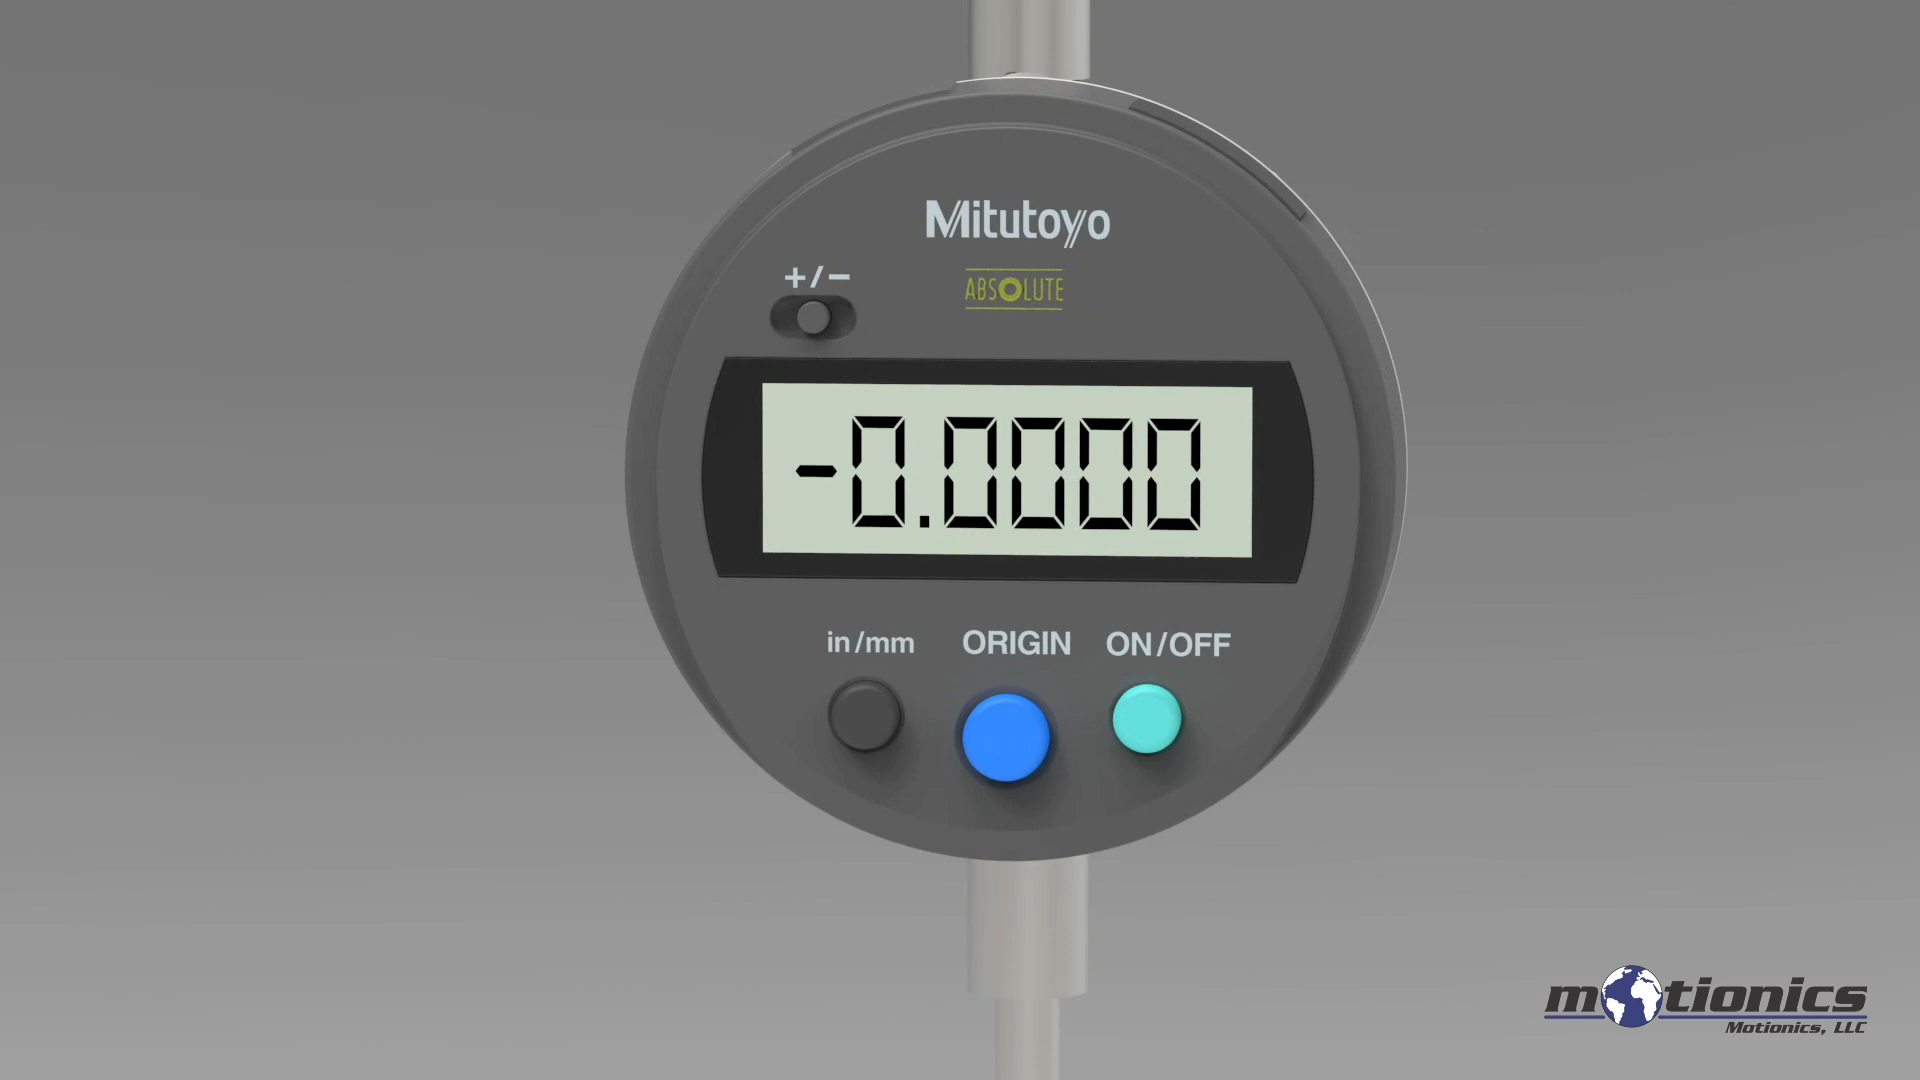 Mitutoyo
+/−
ABSOLUTE
-0.0000
in/mm
ORIGIN
ON/OFF
motionics
Motionics, LLC